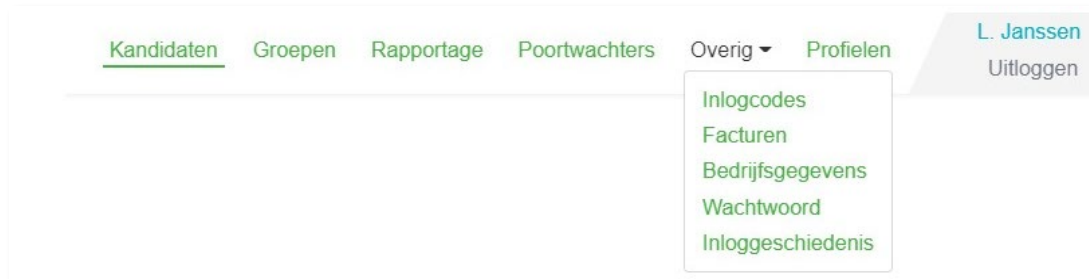 Kandidaten Groepen Rapportage Poortwachters Overig Profielen
L. Janssen
Uitloggen
Inlogcodes
Facturen
Bedrijfsgegevens
Wachtwoord
Inloggeschiedenis